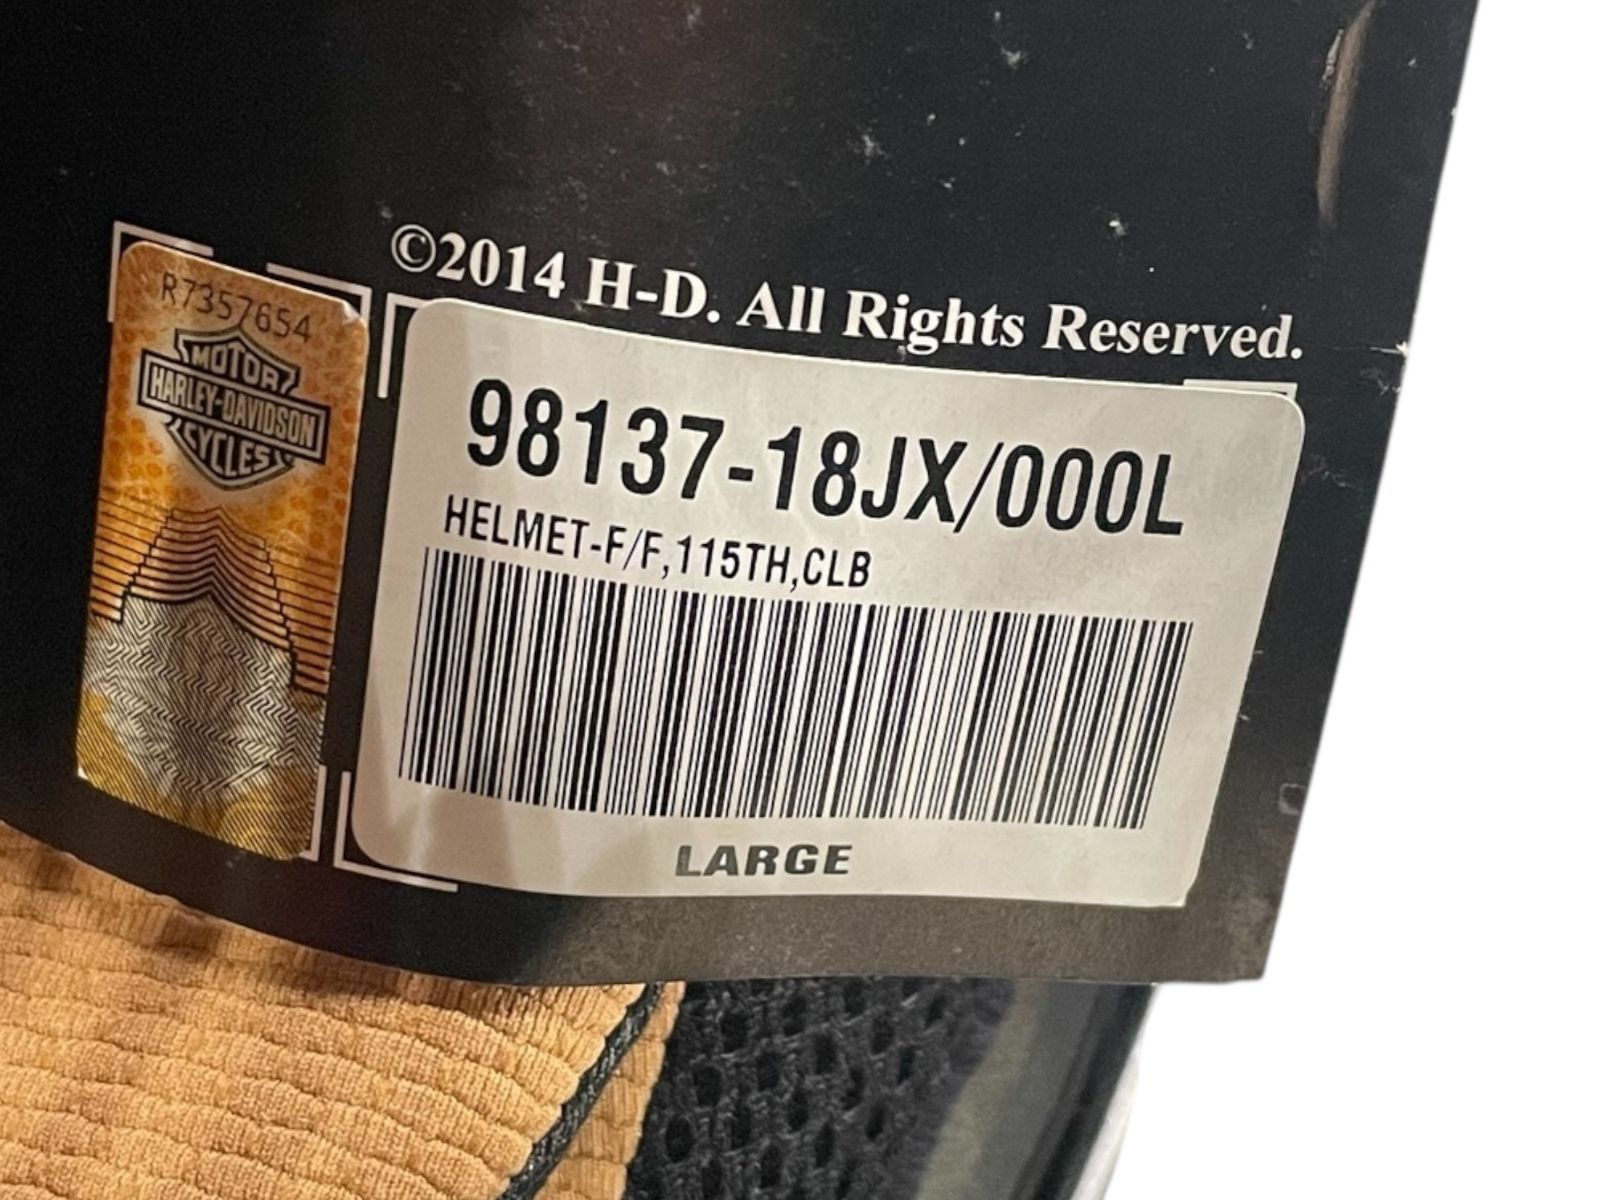 ©2014 H-D. All Rights Reserved.
R7357654
MOTOR
HARLEY-DAVIDSON
CYCLES
98137-18JX/000L
HELMET-F/F,115TH,CLB
LARGE